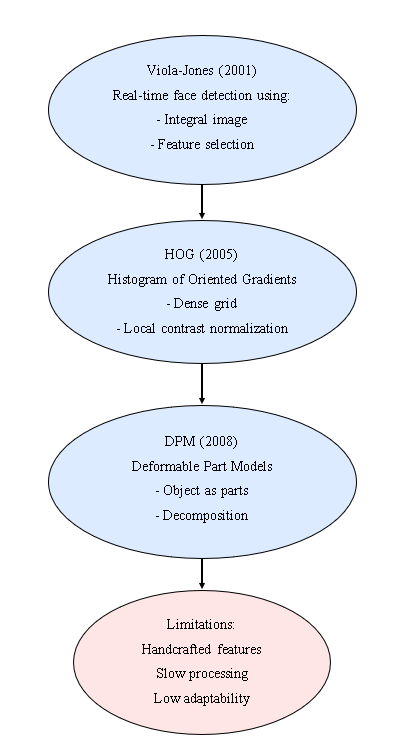 Viola-Jones (2001)
Real-time face detection using:
- Integral image
- Feature selection
HOG (2005)
Histogram of Oriented Gradients
- Dense grid
- Local contrast normalization
DPM (2008)
Deformable Part Models
- Object as parts
- Decomposition
Limitations:
Handcrafted features
Slow processing
Low adaptability